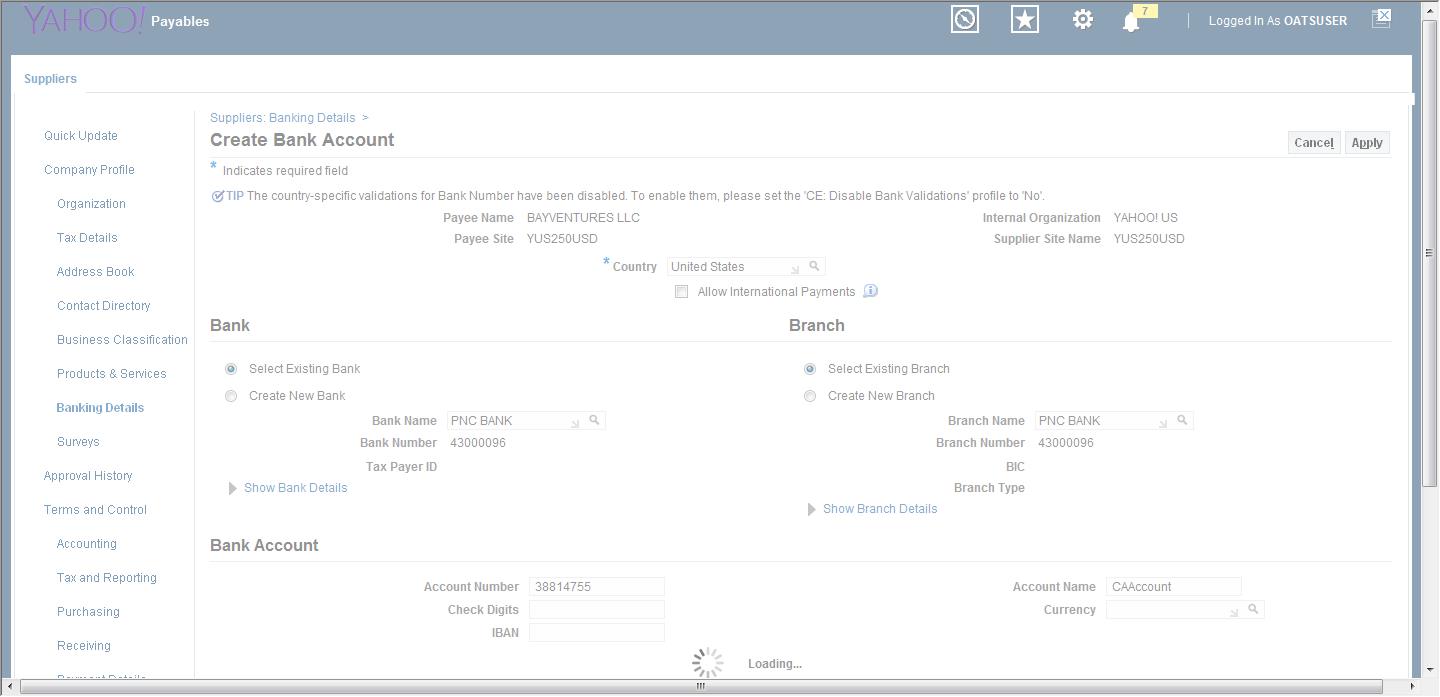 YAHOO! Payables
7
Logged In As OATSUSER
Suppliers
Quick Update
Company Profile
Organization
Tax Details
Address Book
Contact Directory
Business Classification
Products & Services
Banking Details
Surveys
Approval History
Terms and Control
Accounting
Tax and Reporting
Purchasing
Receiving
Payment Details
Suppliers: Banking Details >
Create Bank Account
Cancel Apply
* Indicates required field
TIP The country-specific validations for Bank Number have been disabled. To enable them, please set the 'CE: Disable Bank Validations' profile to 'No'.
Payee Name BAYVENTURES LLC
Internal Organization YAHOO! US
Payee Site YUS250USD
Supplier Site Name YUS250USD
* Country United States
Allow International Payments
Bank
Select Existing Bank
Create New Bank
Bank Name PNC BANK
Bank Number 43000096
Tax Payer ID
Show Bank Details
Branch
Select Existing Branch
Create New Branch
Branch Name PNC BANK
Branch Number 43000096
BIC
Branch Type
Show Branch Details
Bank Account
Account Number 38814755
Account Name CAAccount
Check Digits
Currency
IBAN
Loading...